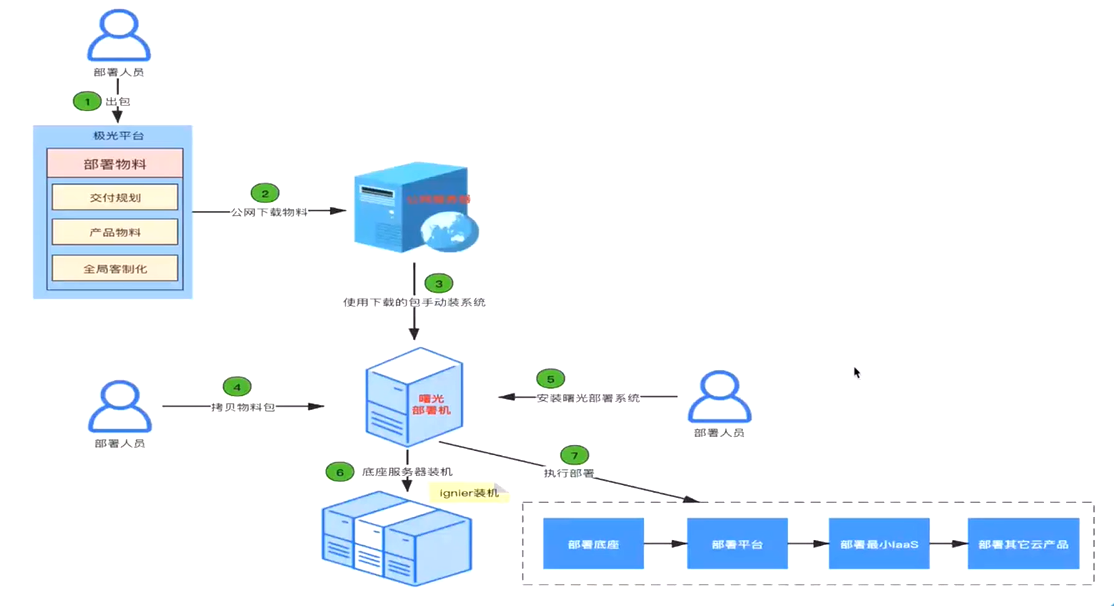 部署人员
1
出包
极光平台
部署物料
交付规划
产品物料
全局客制化
2
公网下载物料
公网服务器
3
使用下载的包手动装系统
4
拷贝物料包
部署人员
曙光
部署机
5
安装曙光部署系统
部署人员
6
底座服务器装机
ignier装机
7
执行部署
部署底座
部署平台
部署最小IaaS
部署其它云产品